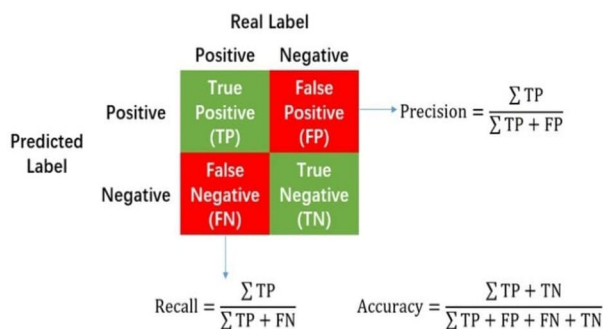 Real Label
Positive Negative
True Positive (TP)
False Positive (FP)
Positive
Predicted Label
Precision = ∑ TP / ∑ TP + FP
False Negative (FN)
True Negative (TN)
Negative
Recall = ∑ TP / ∑ TP + FN
Accuracy = ∑ TP + TN / ∑ TP + FP + FN + TN